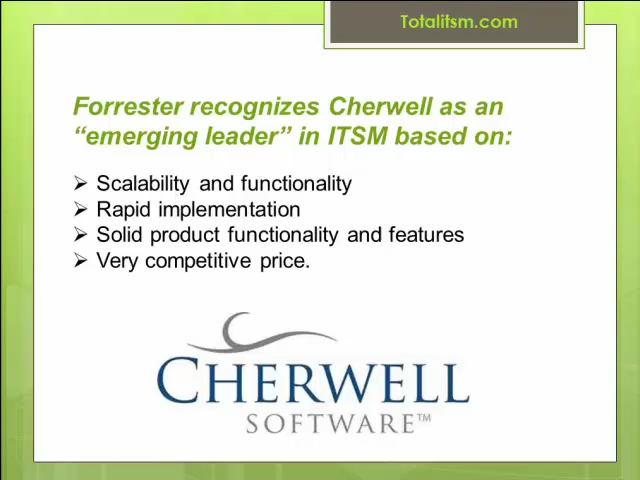 Totalitsm.com
Forrester recognizes Cherwell as an
“emerging leader” in ITSM based on:
➢ Scalability and functionality
➢ Rapid implementation
➢ Solid product functionality and features
➢ Very competitive price.
CHERWELL
SOFTWARE™